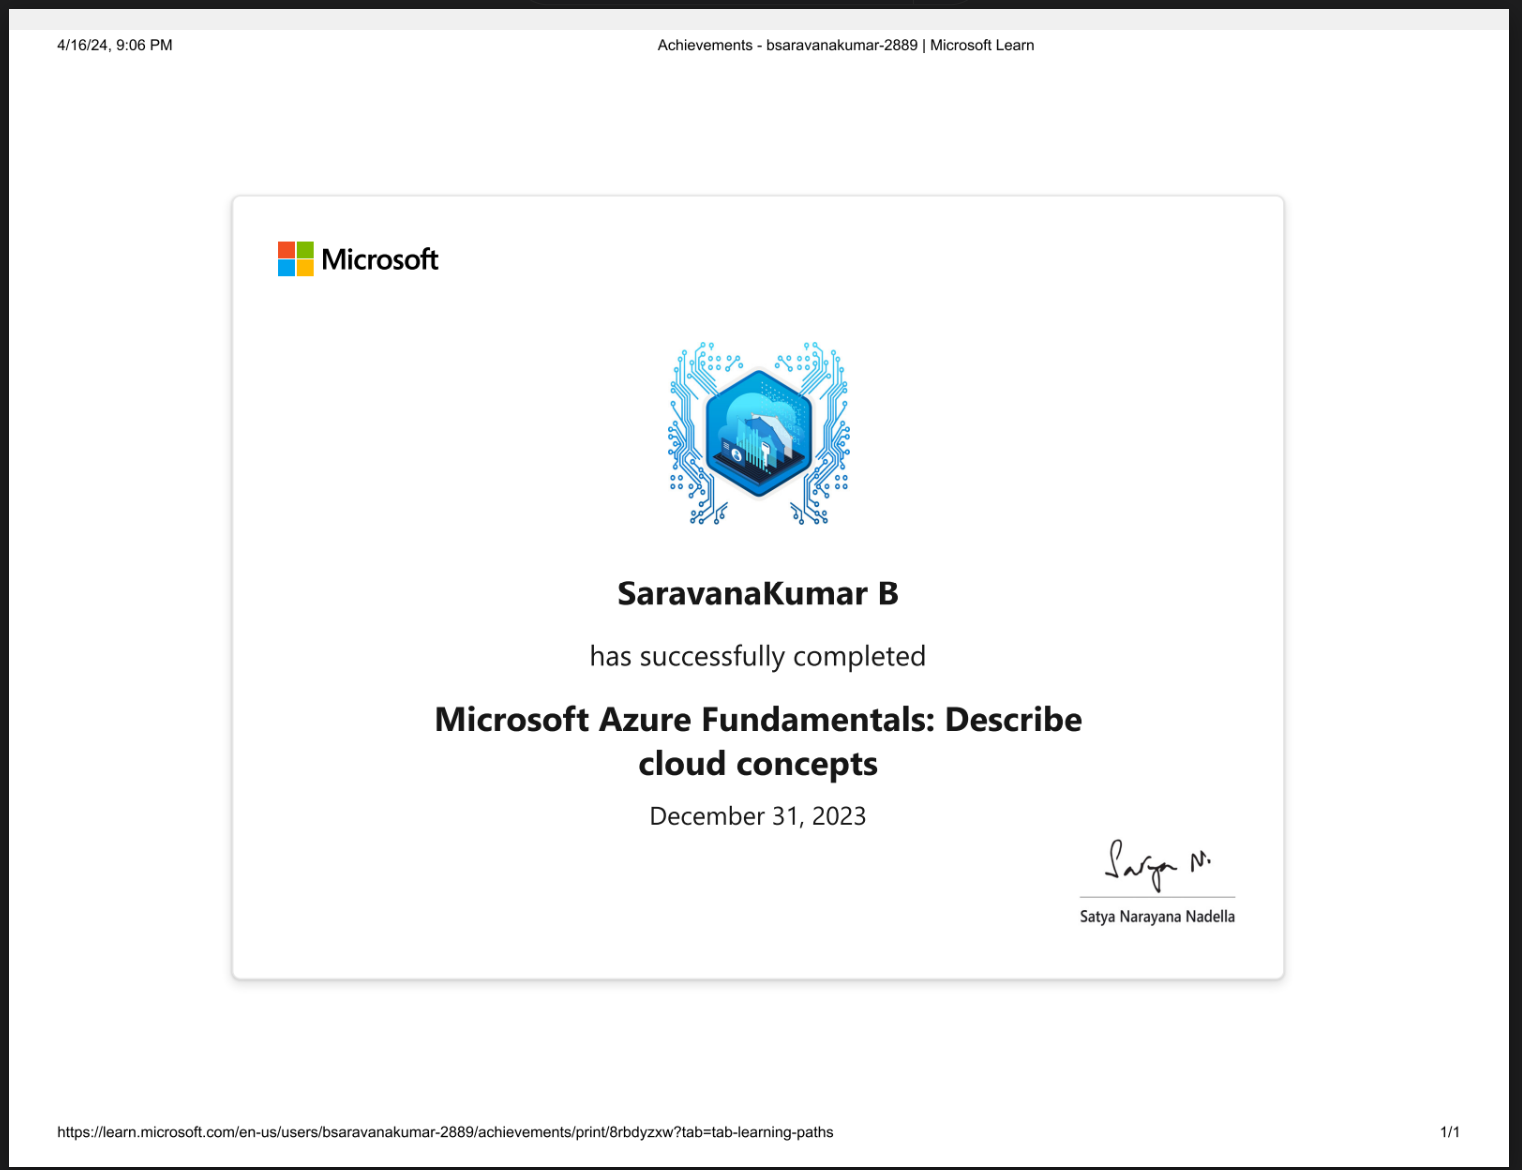 4/16/24, 9:06 PM
Achievements - bsaravanakumar-2889 | Microsoft Learn
Microsoft
SaravanaKumar B
has successfully completed
Microsoft Azure Fundamentals: Describe
cloud concepts
December 31, 2023
Satya N.
Satya Narayana Nadella
https://learn.microsoft.com/en-us/users/bsaravanakumar-2889/achievements/print/8rbdyzxw?tab=tab-learning-paths
1/1